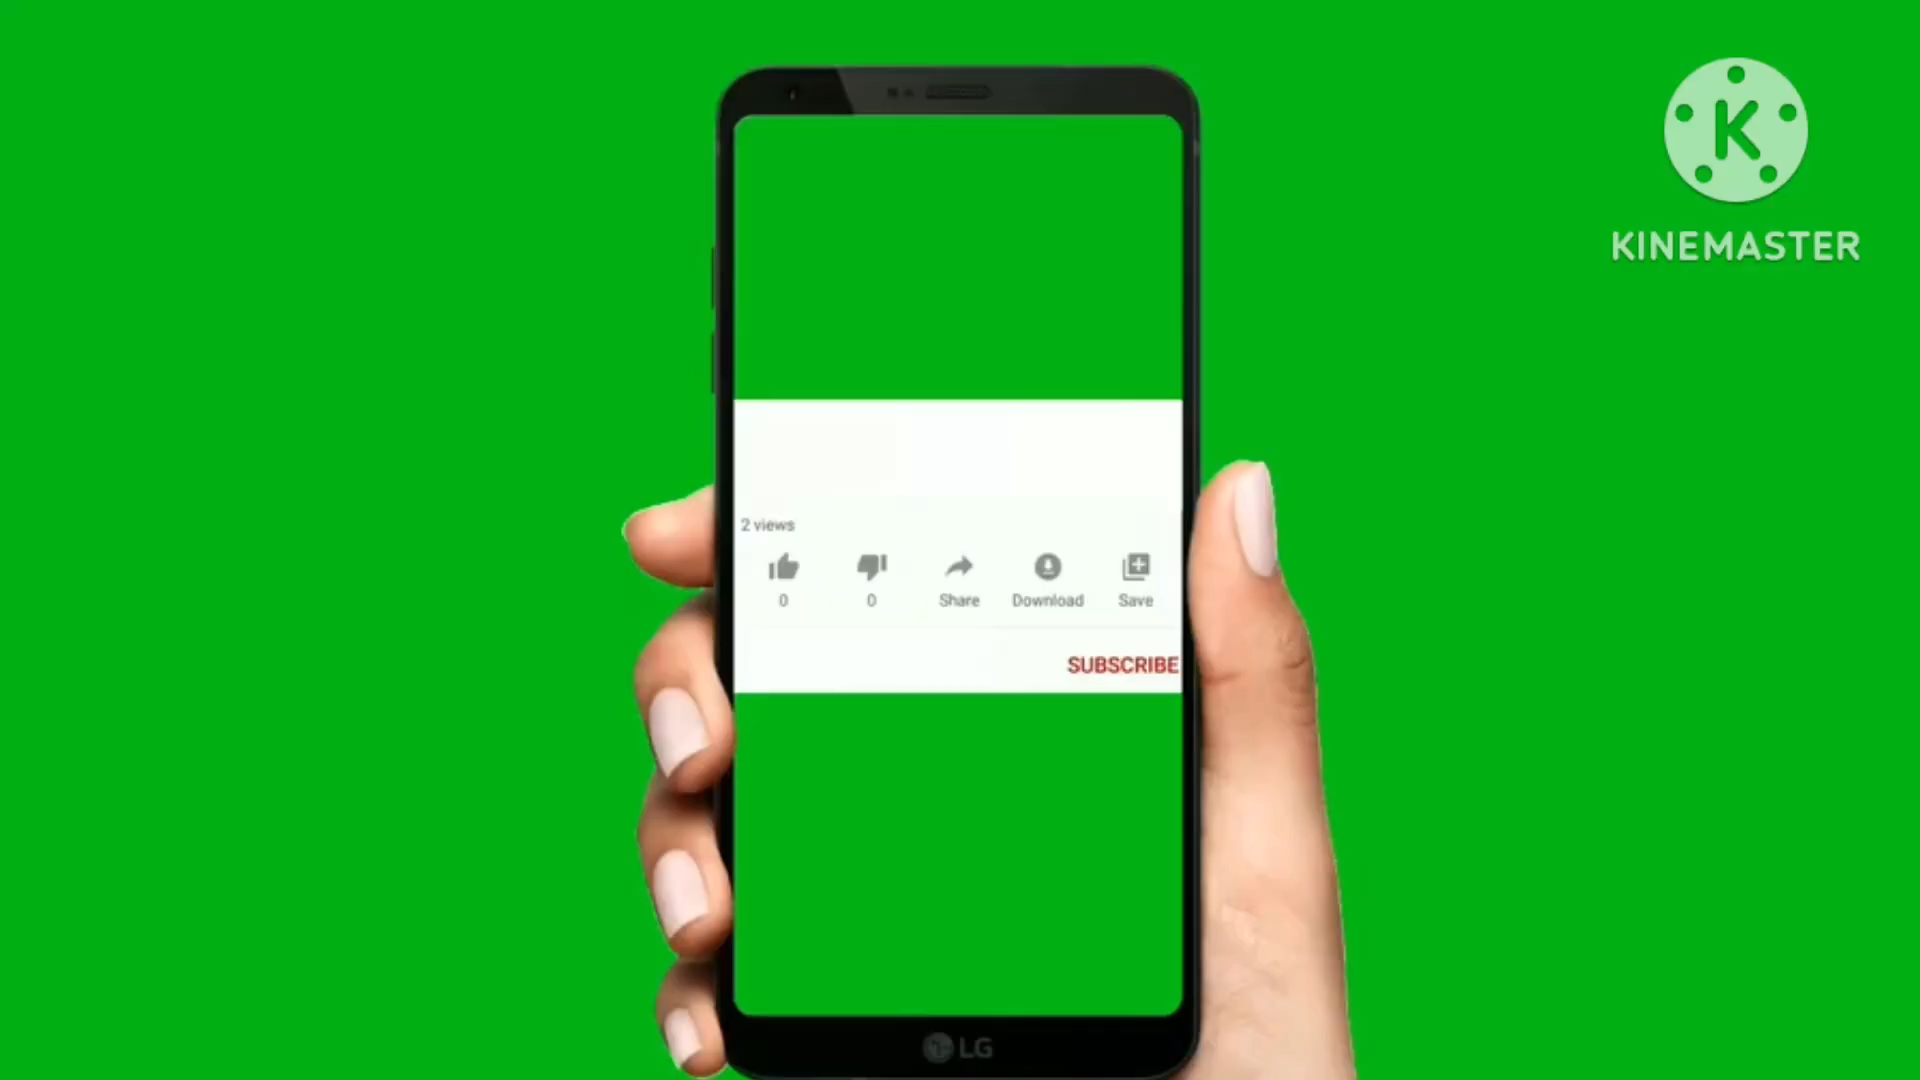 K
KINEMASTER
2 views
0 0 Share Download Save
SUBSCRIBE
LG